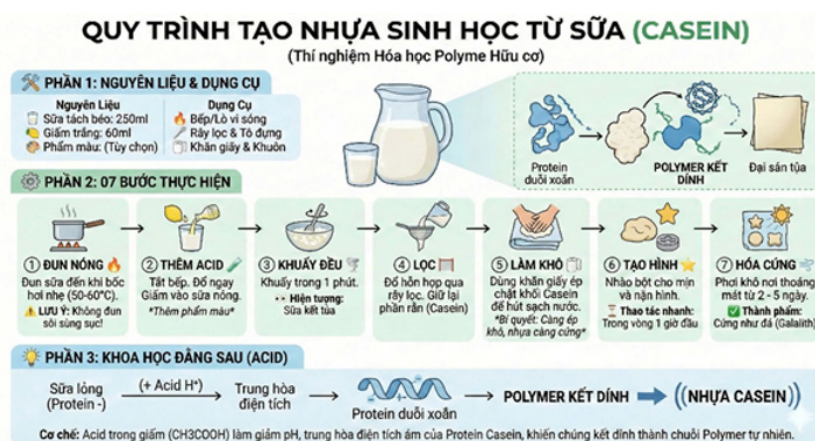 QUY TRÌNH TẠO NHỰA SINH HỌC TỪ SỮA (CASEIN)
(Thí nghiệm Hóa học Polyme Hữu cơ)
PHẦN 1: NGUYÊN LIỆU & DỤNG CỤ
Nguyên Liệu
Sữa tách béo: 250ml
Giấm trắng: 60ml
Phẩm màu: (Tùy chọn)
Dụng Cụ
Bếp/Lò vi sóng
Rây lọc & Tô đựng
Khăn giấy & Khuôn
Protein
duỗi xoắn
POLYMER KẾT
DÍNH
Đại sán tụa
PHẦN 2: 07 BƯỚC THỰC HIỆN
① ĐUN NÓNG
Đun sữa đến khi bốc
hơi nhẹ (50-60°C).
LƯU Ý: Không đun
sôi sùng sục!
② THÊM ACID
Tắt bếp. Đổ ngay
Giấm vào sữa nóng.
*Thêm phẩm màu*
③ KHUẤY ĐỀU
Khuấy trong 1 phút.
Hiện tượng:
Sữa kết tủa
④ LỌC
Đổ hỗn hợp qua
rây lọc. Giữ lại
phần rắn (Casein)
⑤ LÀM KHÔ
Dùng khăn giấy ép
chặt khối Casein
để hút sạch nước.
*Bí quyết: Càng ép
khô, nhựa càng cứng*
⑥ TẠO HÌNH
Nhào bột cho mịn
và nặn hình.
Thao tác nhanh:
Trong vòng 1 giờ đầu
⑦ HÓA CỨNG
Phơi khô nơi thoáng
mát từ 2 - 5 ngày.
Thành phẩm:
Cứng như đá (Galalith)
PHẦN 3: KHOA HỌC ĐẰNG SAU (ACID)
Sữa lỏng
(Protein -)
(+ Acid H⁺)
Trung hòa
điện tích
Protein duỗi xoắn
POLYMER KẾT DÍNH
((NHỰA CASEIN))
Cơ chế: Acid trong giấm (CH3COOH) làm giảm pH, trung hòa điện tích âm của Protein Casein, khiến chúng kết dính thành chuỗi Polymer tự nhiên.